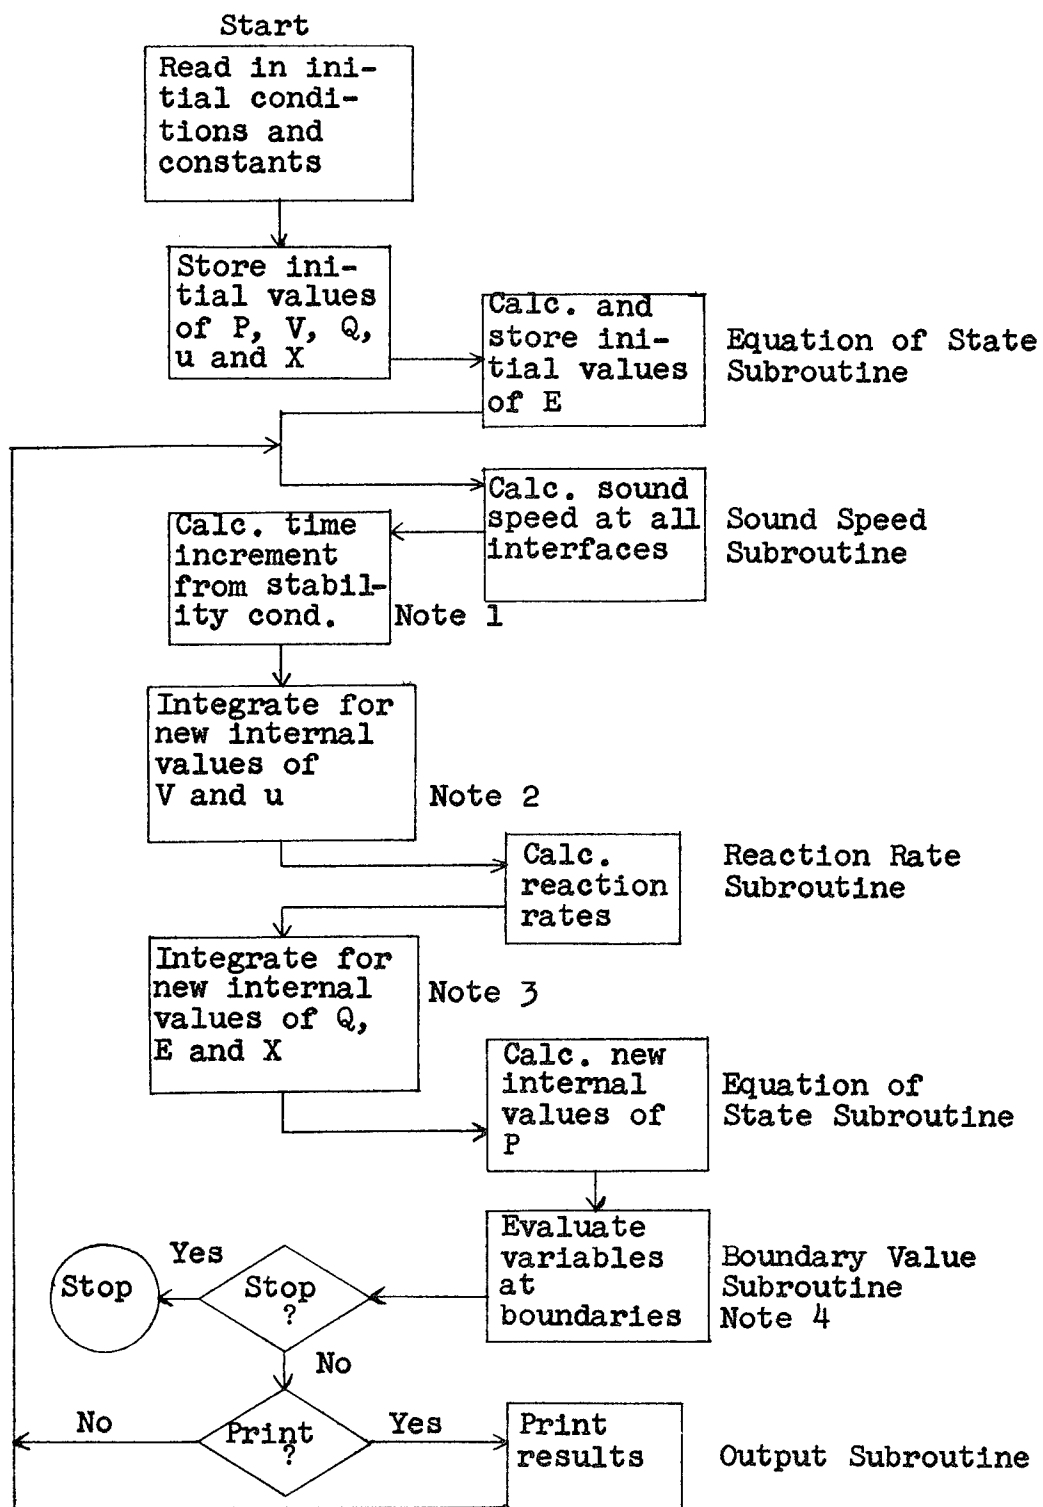 Start
Read in ini-
tial condi-
tions and
constants
Store ini-
tial values
of P, V, Q,
u and X
Calc. and
store ini-
tial values
of E
Equation of State
Subroutine
Calc. sound
speed at all
interfaces
Sound Speed
Subroutine
Calc. time
increment
from stabil-
ity cond.
Note 1
Integrate for
new internal
values of
V and u
Note 2
Calc.
reaction
rates
Reaction Rate
Subroutine
Integrate for
new internal
values of Q,
E and X
Note 3
Calc. new
internal
values of
P
Equation of
State Subroutine
Evaluate
variables
at
boundaries
Boundary Value
Subroutine
Note 4
Stop
?
Yes
Stop
No
Print
?
No
Yes
Print
results
Output Subroutine